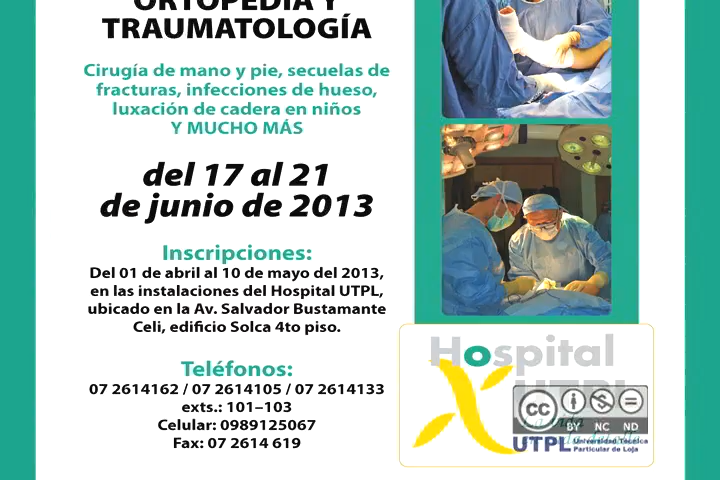 ORTOPEDIA Y
TRAUMATOLOGÍA
Cirugía de mano y pie, secuelas de
fracturas, infecciones de hueso,
luxación de cadera en niños
Y MUCHO MÁS
del 17 al 21
de junio de 2013
Inscripciones:
Del 01 de abril al 10 de mayo del 2013,
en las instalaciones del Hospital UTPL,
ubicado en la Av. Salvador Bustamante
Celi, edificio Solca 4to piso.
Teléfonos:
07 2614162 / 07 2614105 / 07 2614133
exts.: 101–103
Celular: 0989125067
Fax: 07 2614 619
Hospital
UTPL
cc
BY NC ND
UTPL Universidad Técnica
Particular de Loja